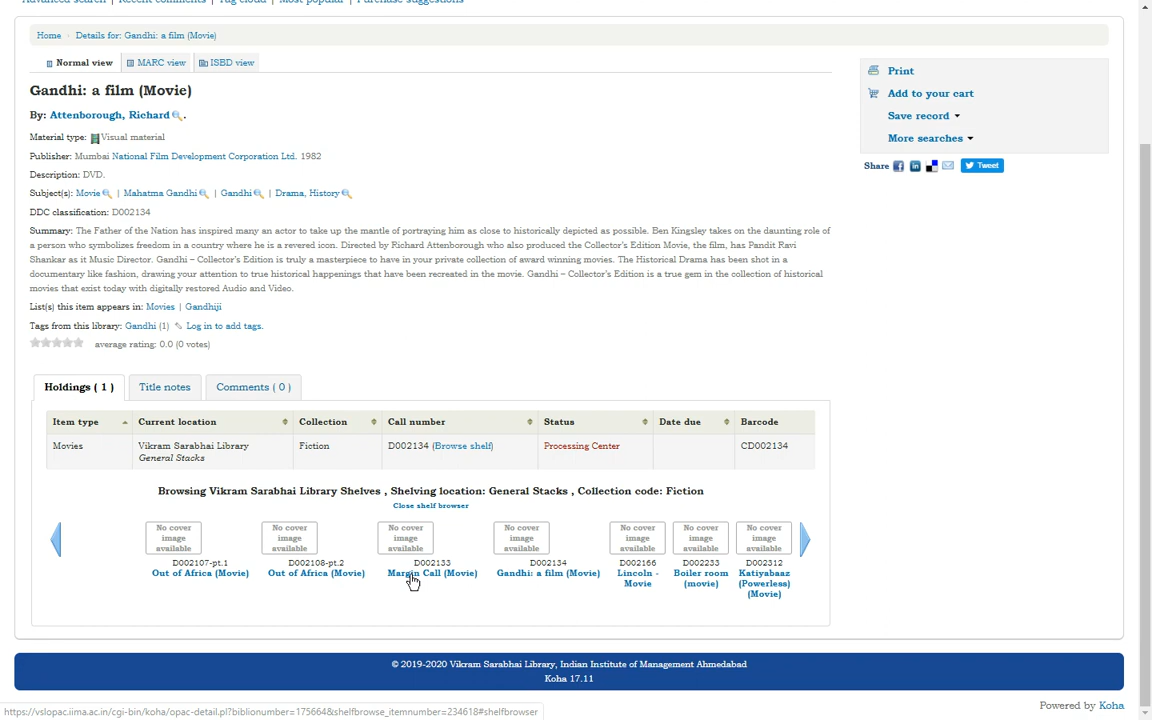 Advanced search | Recent comments | Tag cloud | Most popular | Purchase suggestions
Home · Details for: Gandhi: a film (Movie)
Normal view MARC view ISBD view
Gandhi: a film (Movie)
By: Attenborough, Richard .
Material type: Visual material
Publisher: Mumbai National Film Development Corporation Ltd. 1982
Description: DVD.
Subject(s): Movie | Mahatma Gandhi | Gandhi | Drama, History
DDC classification: D002134
Summary: The Father of the Nation has inspired many an actor to take up the mantle of portraying him as close to historically depicted as possible. Ben Kingsley takes on the daunting role of
a person who symbolizes freedom in a country where he is a revered icon. Directed by Richard Attenborough who also produced the Collector's Edition Movie, the film, has Pandit Ravi
Shankar as it Music Director. Gandhi – Collector's Edition is truly a masterpiece to have in your private collection of award winning movies. The Historical Drama has been shot in a
documentary like fashion, drawing your attention to true historical happenings that have been recreated in the movie. Gandhi – Collector's Edition is a true gem in the collection of historical
movies that exist today with digitally restored Audio and Video.
List(s) this item appears in: Movies | Gandhiji
Tags from this library: Gandhi (1) Log in to add tags.
average rating: 0.0 (0 votes)
Print
Add to your cart
Save record
More searches
Share Tweet
Holdings ( 1 ) Title notes Comments ( 0 )
Item type Current location Collection Call number Status Date due Barcode
Movies Vikram Sarabhai Library Fiction D002134 (Browse shelf) Processing Center CD002134
General Stacks
Browsing Vikram Sarabhai Library Shelves , Shelving location: General Stacks , Collection code: Fiction
Close shelf browser
No cover image available No cover image available No cover image available No cover image available No cover image available No cover image available No cover image available
D002107-pt.1 D002108-pt.2 D002133 D002134 D002166 D002233 D002312
Out of Africa (Movie) Out of Africa (Movie) Margin Call (Movie) Gandhi: a film (Movie) Lincoln - Movie Boiler room (movie) Katiyabaaz (Powerless) (Movie)
© 2019-2020 Vikram Sarabhai Library, Indian Institute of Management Ahmedabad
Koha 17.11
Powered by Koha
https://vslopac.iima.ac.in/cgi-bin/koha/opac-detail.pl?biblionumber=175664&shelfbrowse_itemnumber=234618#shelfbrowser